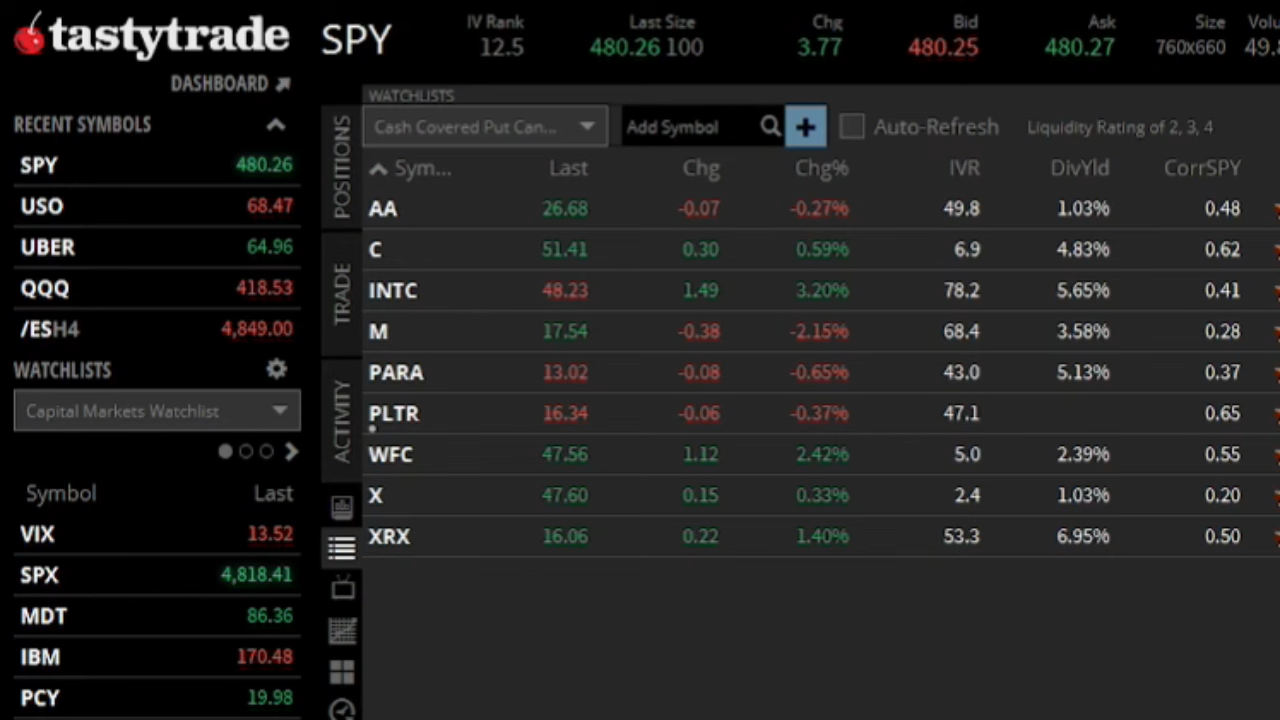 tastytrade
DASHBOARD
RECENT SYMBOLS
SPY 480.26
USO 68.47
UBER 64.96
QQQ 418.53
/ESH4 4,849.00
WATCHLISTS
Capital Markets Watchlist
Symbol Last
VIX 13.52
SPX 4,818.41
MDT 86.36
IBM 170.48
PCY 19.98
SPY
IV Rank Last Size Chg Bid Ask Size
12.5 480.26 100 3.77 480.25 480.27 760x660
POSITIONS
TRADE
ACTIVITY
WATCHLISTS
Cash Covered Put Can... Add Symbol Auto-Refresh Liquidity Rating of 2, 3, 4
Sym... Last Chg Chg% IVR DivYld CorrSPY
AA 26.68 -0.07 -0.27% 49.8 1.03% 0.48
C 51.41 0.30 0.59% 6.9 4.83% 0.62
INTC 48.23 1.49 3.20% 78.2 5.65% 0.41
M 17.54 -0.38 -2.15% 68.4 3.58% 0.28
PARA 13.02 -0.08 -0.65% 43.0 5.13% 0.37
PLTR 16.34 -0.06 -0.37% 47.1 0.65
WFC 47.56 1.12 2.42% 5.0 2.39% 0.55
X 47.60 0.15 0.33% 2.4 1.03% 0.20
XRX 16.06 0.22 1.40% 53.3 6.95% 0.50